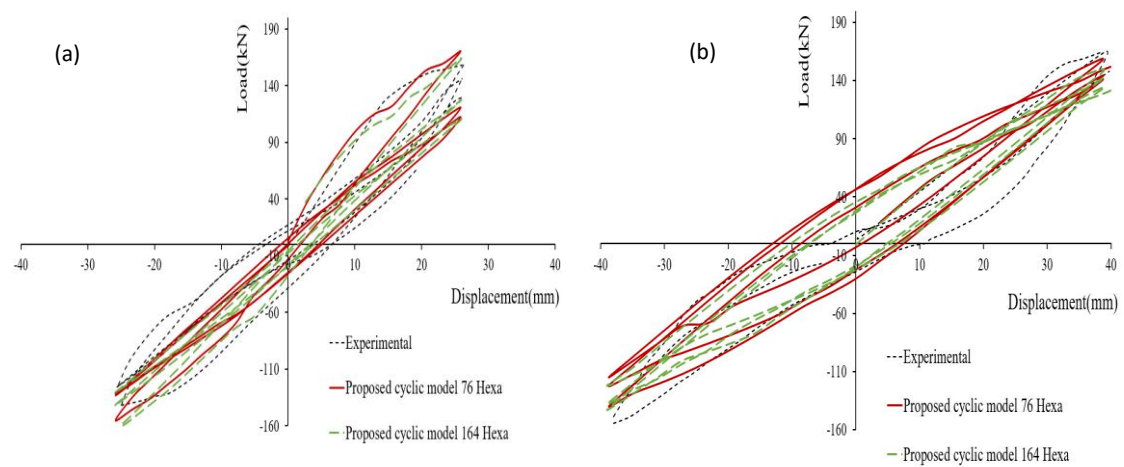 (a)
Load(kN)
190
140
90
40
-10
-60
-110
-160
-40
-30
-20
-10
0
10
20
30
40
Displacement(mm)
Experimental
Proposed cyclic model 76 Hexa
Proposed cyclic model 164 Hexa
(b)
Load(kN)
190
140
90
40
-10
-60
-110
-160
-40
-30
-20
-10
0
10
20
30
40
Displacement(mm)
Experimental
Proposed cyclic model 76 Hexa
Proposed cyclic model 164 Hexa